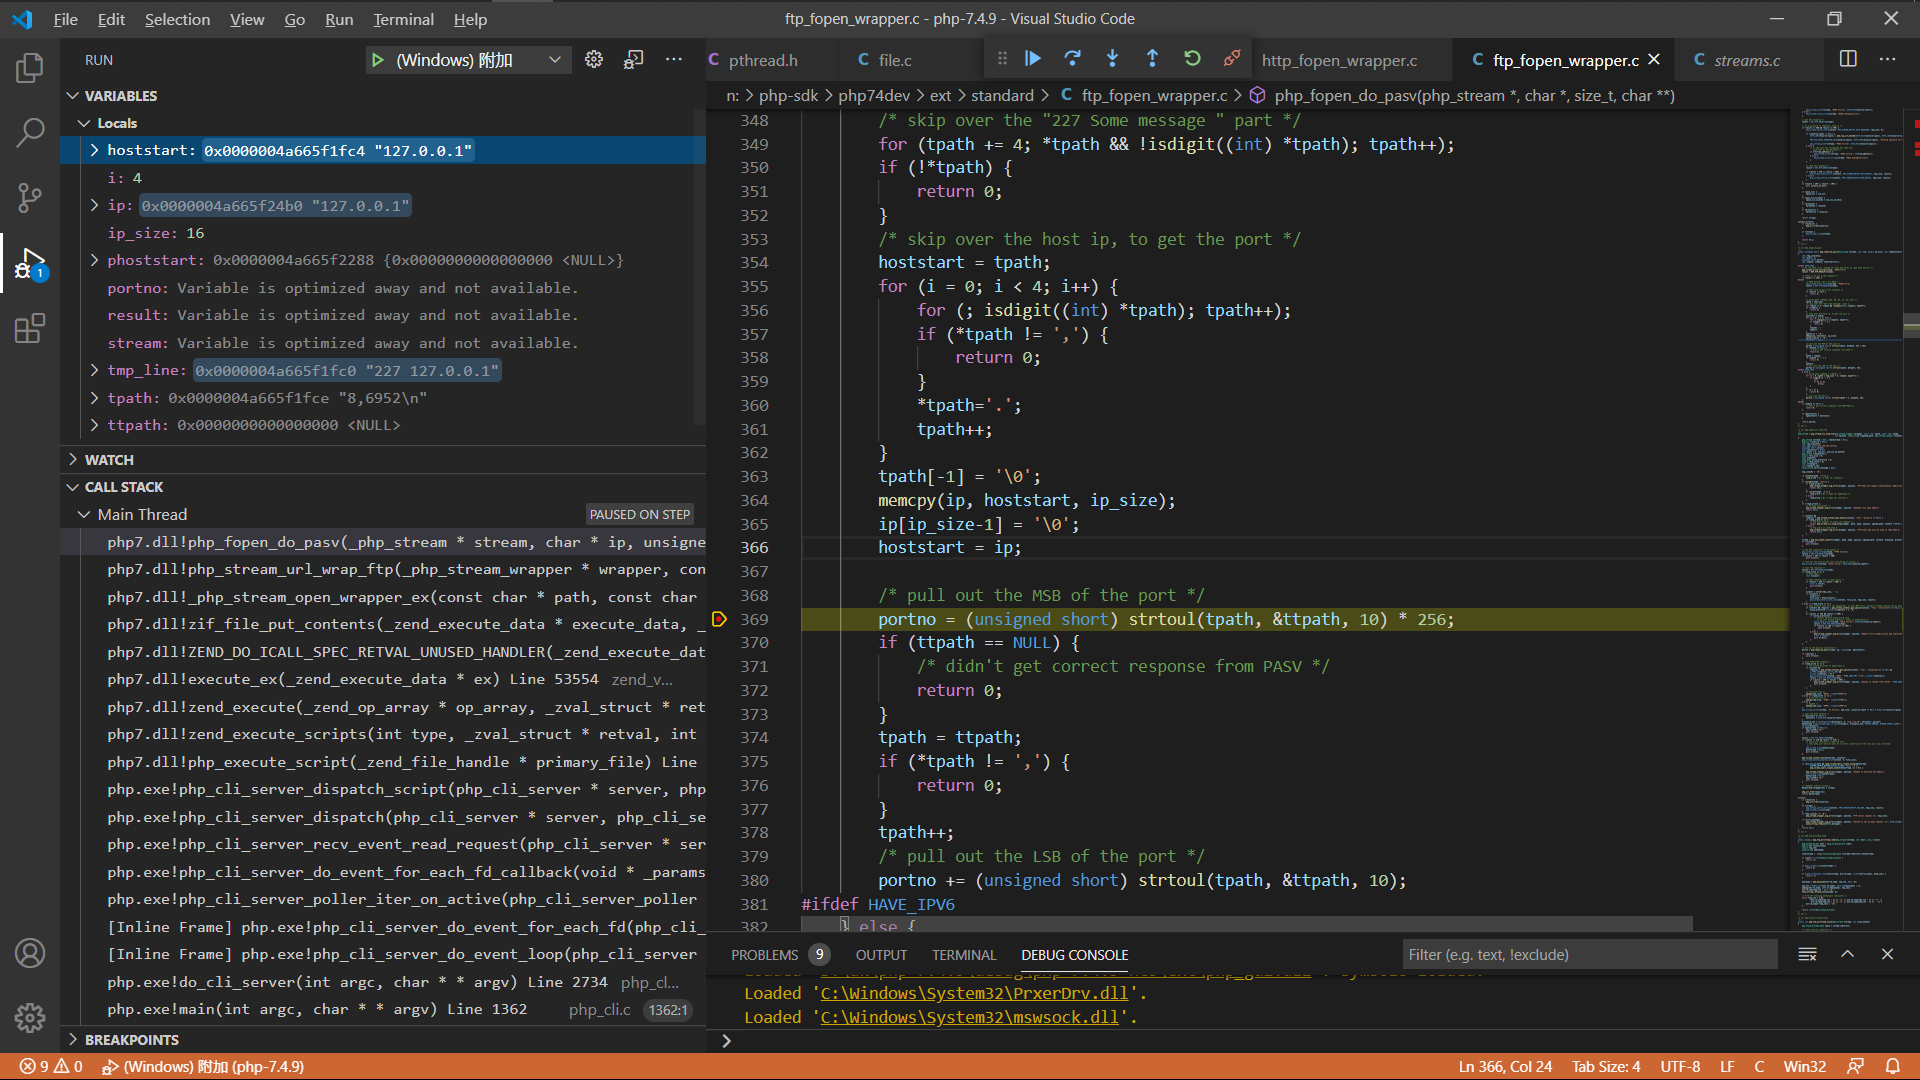 File Edit Selection View Go Run Terminal Help
ftp_fopen_wrapper.c - php-7.4.9 - Visual Studio Code
RUN
(Windows) 附加
pthread.h
file.c
http_fopen_wrapper.c
ftp_fopen_wrapper.c
streams.c
n: > php-sdk > php74dev > ext > standard > C ftp_fopen_wrapper.c > php_fopen_do_pasv(php_stream *, char *, size_t, char **)
VARIABLES
Locals
hoststart: 0x0000004a665f1fc4 "127.0.0.1"
i: 4
ip: 0x0000004a665f24b0 "127.0.0.1"
ip_size: 16
phoststart: 0x0000004a665f2288 {0x0000000000000000 <NULL>}
portno: Variable is optimized away and not available.
result: Variable is optimized away and not available.
stream: Variable is optimized away and not available.
tmp_line: 0x0000004a665f1fc0 "227 127.0.0.1"
tpath: 0x0000004a665f1fce "8,6952\n"
ttpath: 0x0000000000000000 <NULL>
WATCH
CALL STACK
Main Thread PAUSED ON STEP
php7.dll!php_fopen_do_pasv(_php_stream * stream, char * ip, unsigne
php7.dll!php_stream_url_wrap_ftp(_php_stream_wrapper * wrapper, con
php7.dll!_php_stream_open_wrapper_ex(const char * path, const char
php7.dll!zif_file_put_contents(_zend_execute_data * execute_data, _
php7.dll!ZEND_DO_ICALL_SPEC_RETVAL_UNUSED_HANDLER(_zend_execute_dat
php7.dll!execute_ex(_zend_execute_data * ex) Line 53554 zend_v...
php7.dll!zend_execute(_zend_op_array * op_array, _zval_struct * ret
php7.dll!zend_execute_scripts(int type, _zval_struct * retval, int
php7.dll!php_execute_script(_zend_file_handle * primary_file) Line
php.exe!php_cli_server_dispatch_script(php_cli_server * server, php
php.exe!php_cli_server_dispatch(php_cli_server * server, php_cli_se
php.exe!php_cli_server_recv_event_read_request(php_cli_server * ser
php.exe!php_cli_server_do_event_for_each_fd_callback(void * _params
php.exe!php_cli_server_poller_iter_on_active(php_cli_server_poller
[Inline Frame] php.exe!php_cli_server_do_event_for_each_fd(php_cli_
[Inline Frame] php.exe!php_cli_server_do_event_loop(php_cli_server
php.exe!do_cli_server(int argc, char * * argv) Line 2734 php_cl...
php.exe!main(int argc, char * * argv) Line 1362 php_cli.c 1362:1
BREAKPOINTS
348 /* skip over the "227 Some message " part */
349 for (tpath += 4; *tpath && !isdigit((int) *tpath); tpath++);
350 if (!*tpath) {
351 return 0;
352 }
353 /* skip over the host ip, to get the port */
354 hoststart = tpath;
355 for (i = 0; i < 4; i++) {
356 for (; isdigit((int) *tpath); tpath++);
357 if (*tpath != ',') {
358 return 0;
359 }
360 *tpath='.';
361 tpath++;
362 }
363 tpath[-1] = '\0';
364 memcpy(ip, hoststart, ip_size);
365 ip[ip_size-1] = '\0';
366 hoststart = ip;
367
368 /* pull out the MSB of the port */
369 portno = (unsigned short) strtoul(tpath, &ttpath, 10) * 256;
370 if (ttpath == NULL) {
371 /* didn't get correct response from PASV */
372 return 0;
373 }
374 tpath = ttpath;
375 if (*tpath != ',') {
376 return 0;
377 }
378 tpath++;
379 /* pull out the LSB of the port */
380 portno += (unsigned short) strtoul(tpath, &ttpath, 10);
381 #ifdef HAVE_IPV6
382 } else {
PROBLEMS 9 OUTPUT TERMINAL DEBUG CONSOLE
Filter (e.g. text, !exclude)
Loaded 'C:\Windows\System32\PrxerDrv.dll'.
Loaded 'C:\Windows\System32\mswsock.dll'.
9 0 (Windows) 附加 (php-7.4.9)
Ln 366, Col 24 Tab Size: 4 UTF-8 LF C Win32